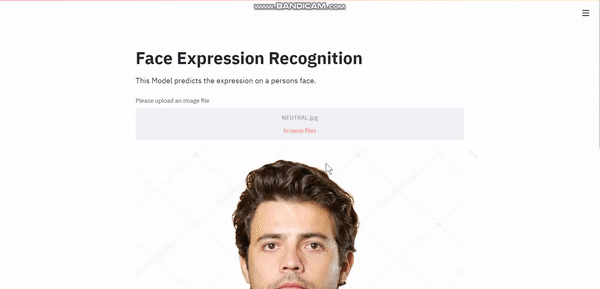 www.BANDICAM.com
Face Expression Recognition
This Model predicts the expression on a persons face.
Please upload an image file
NEUTRAL.jpg
browse files